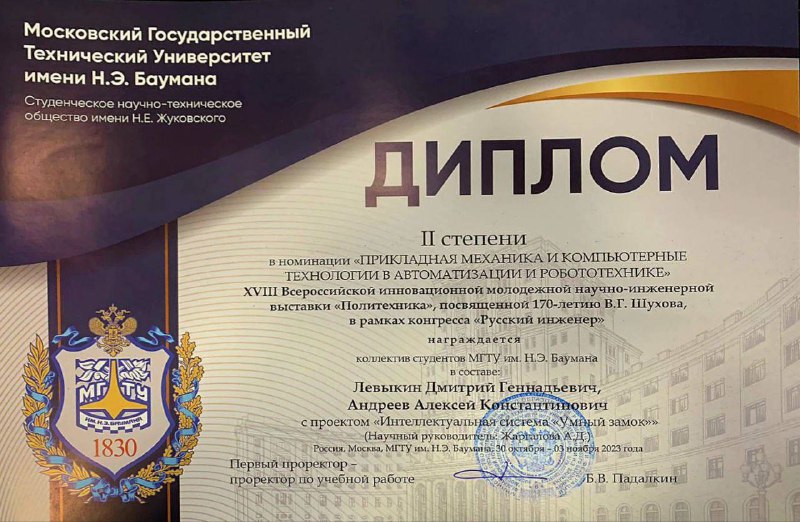 Московский Государственный
Технический Университет
имени Н.Э. Баумана
Студенческое научно-техническое
общество имени Н.Е. Жуковского
ДИПЛОМ
II степени
в номинации «ПРИКЛАДНАЯ МЕХАНИКА И КОМПЬЮТЕРНЫЕ
ТЕХНОЛОГИИ В АВТОМАТИЗАЦИИ И РОБОТОТЕХНИКЕ»
XVIII Всероссийской инновационной молодежной научно-инженерной
выставки «Политехника», посвященной 170-летию В.Г. Шухова,
в рамках конгресса «Русский инженер»
награждается
коллектив студентов МГТУ им. Н.Э. Баумана
в составе:
Левыкин Дмитрий Геннадьевич,
Андреев Алексей Константинович
с проектом «Интеллектуальная система «Умный замок»»
(Научный руководитель: Жаргалова А.Д.)
Россия, Москва, МГТУ им. Н.Э. Баумана, 30 октября – 03 ноября 2023 года
Первый проректор –
проректор по учебной работе
Б.В. Падалкин
МГТУ
ИМ. Н.Э. БАУМАНА
1830